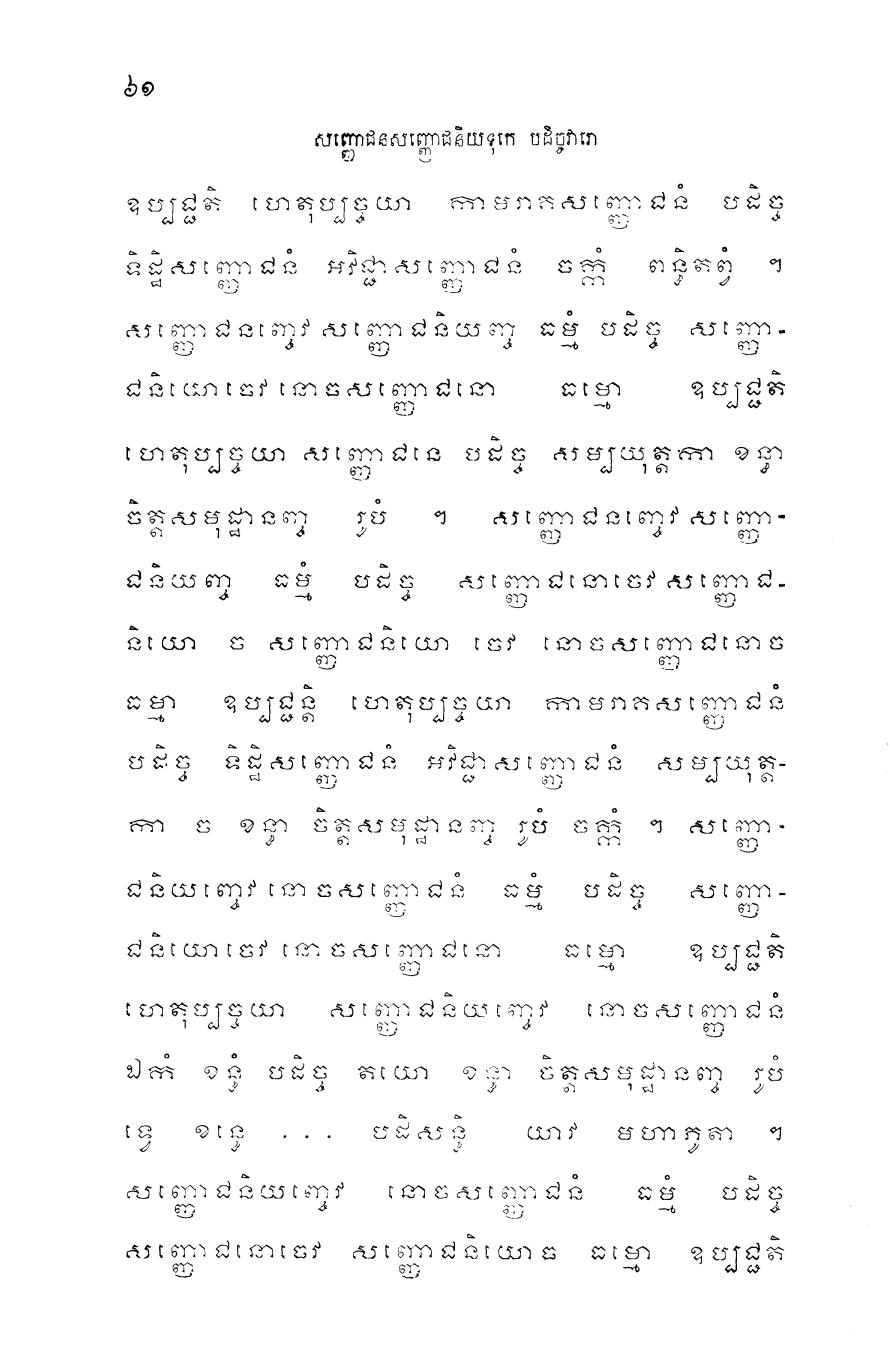 ៦១
សញ្ញោជនសញ្ញោជនិយទុកេ បដិច្ចវារោ
ឧប្បជ្ជតិ ហេតុប្បច្ចយា កាមរាគសញ្ញោជនំ បដិច្ច
ទិដ្ឋិសញ្ញោជនំ អវិជ្ជាសញ្ញោជនំ ចក្កំ ពន្ធិតព្វំ ។
សញ្ញោជនញ្ចេវ សញ្ញោជនិយញ្ច ធម្មំ បដិច្ច សញ្ញោ-
ជនិយោចេវ នោចសញ្ញោជនោ ធម្មោ ឧប្បជ្ជតិ
ហេតុប្បច្ចយា សញ្ញោជនេ បដិច្ច សម្បយុត្តកា ខន្ធា
ចិត្តសមុដ្ឋានញ្ច រូបំ ។ សញ្ញោជនញ្ចេវ សញ្ញោ-
ជនិយញ្ច ធម្មំ បដិច្ច សញ្ញោជនោចេវ សញ្ញោជ-
និយោ ច សញ្ញោជនិយោ ចេវ នោចសញ្ញោជនោច
ធម្មា ឧប្បជ្ជន្តិ ហេតុប្បច្ចយា កាមរាគសញ្ញោជនំ
បដិច្ច ទិដ្ឋិសញ្ញោជនំ អវិជ្ជាសញ្ញោជនំ សម្បយុត្ត-
កា ច ខន្ធា ចិត្តសមុដ្ឋានញ្ច រូបំ ចក្កំ ។ សញ្ញោ-
ជនិយញ្ចេវ នោចសញ្ញោជនំ ធម្មំ បដិច្ច សញ្ញោ-
ជនិយោចេវ នោចសញ្ញោជនោ ធម្មោ ឧប្បជ្ជតិ
ហេតុប្បច្ចយា សញ្ញោជនិយញ្ចេវ នោចសញ្ញោជនំ
ឯកំ ខន្ធំ បដិច្ច តយោ ខន្ធា ចិត្តសមុដ្ឋានញ្ច រូបំ
ទ្វេ ខន្ធេ ... បដិសន្ធិ យាវ មហាភូតា ។
សញ្ញោជនិយញ្ចេវ នោចសញ្ញោជនំ ធម្មំ បដិច្ច
សញ្ញោជនោចេវ សញ្ញោជនិយោច ធម្មោ ឧប្បជ្ជតិ